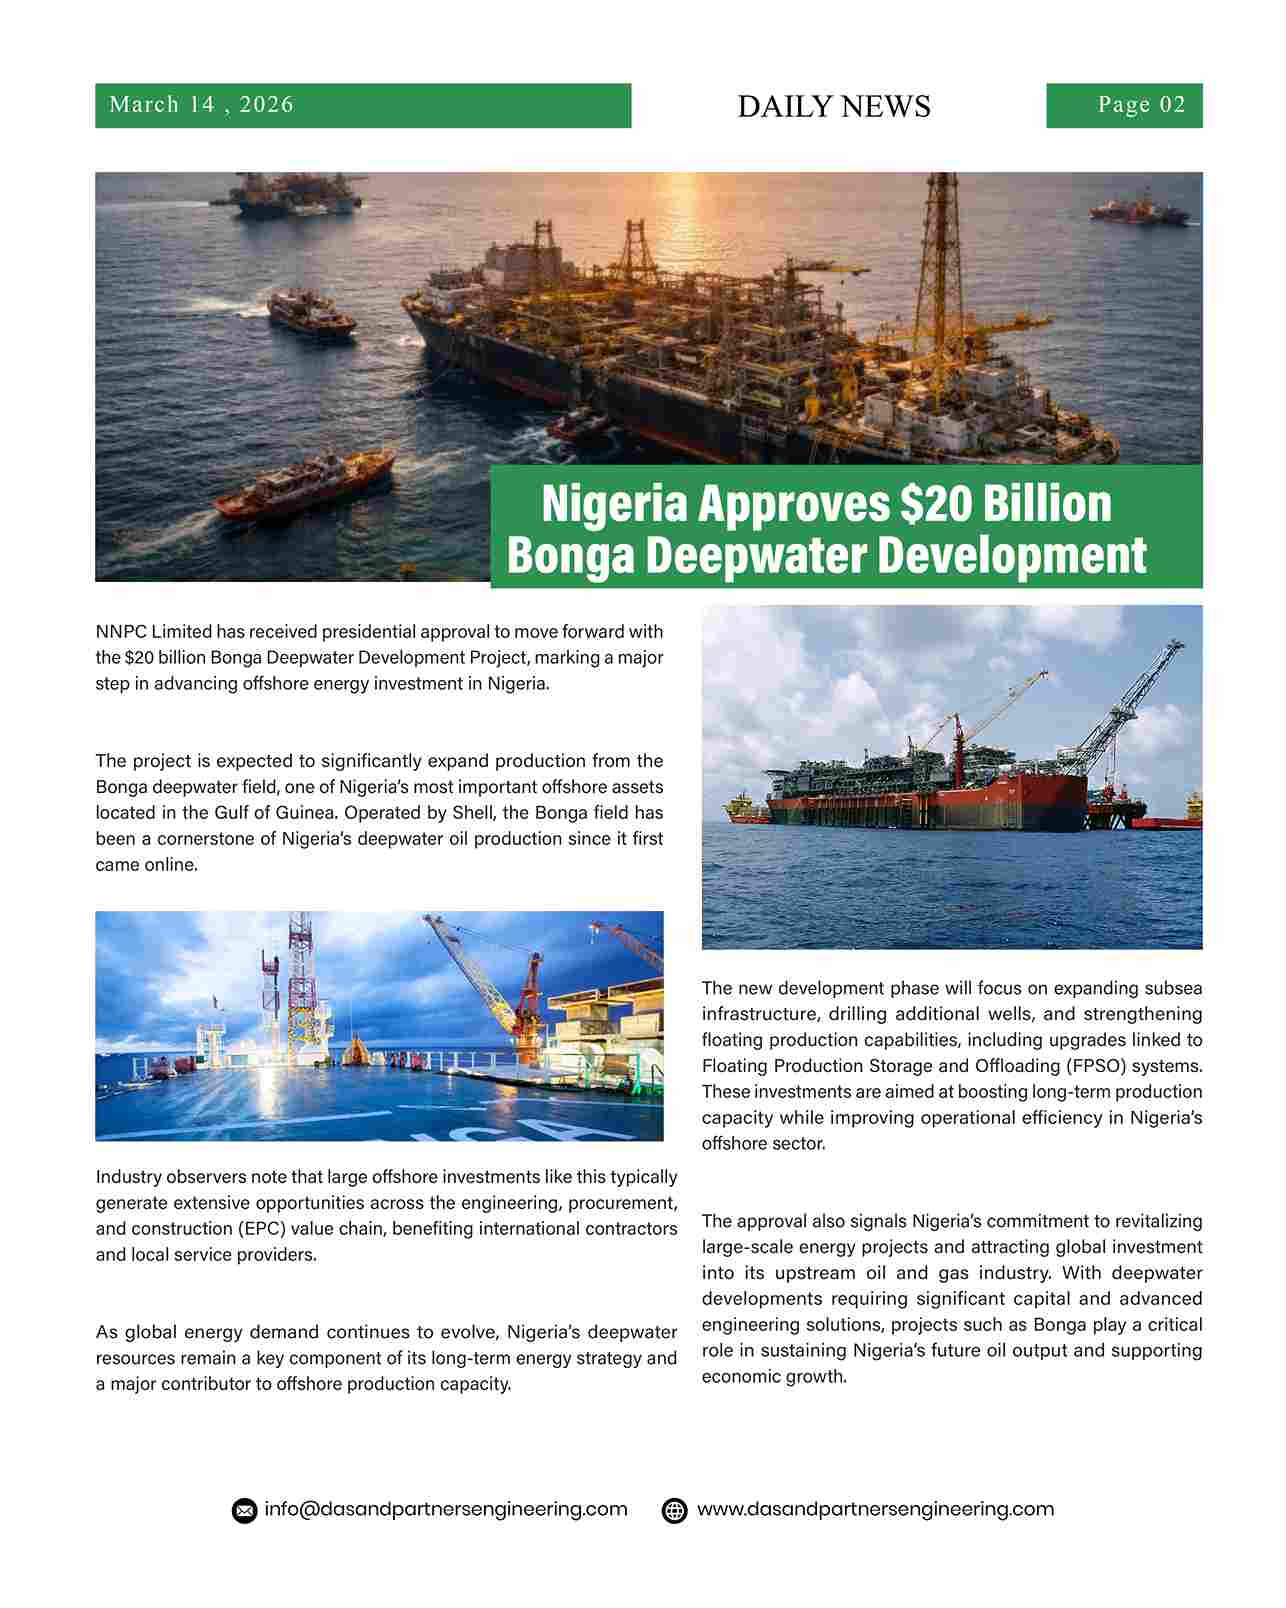 March 14 , 2026
DAILY NEWS
Page 02
Nigeria Approves $20 Billion
Bonga Deepwater Development
NNPC Limited has received presidential approval to move forward with
the $20 billion Bonga Deepwater Development Project, marking a major
step in advancing offshore energy investment in Nigeria.
The project is expected to significantly expand production from the
Bonga deepwater field, one of Nigeria’s most important offshore assets
located in the Gulf of Guinea. Operated by Shell, the Bonga field has
been a cornerstone of Nigeria’s deepwater oil production since it first
came online.
Industry observers note that large offshore investments like this typically
generate extensive opportunities across the engineering, procurement,
and construction (EPC) value chain, benefiting international contractors
and local service providers.
As global energy demand continues to evolve, Nigeria’s deepwater
resources remain a key component of its long-term energy strategy and
a major contributor to offshore production capacity.
The new development phase will focus on expanding subsea
infrastructure, drilling additional wells, and strengthening
floating production capabilities, including upgrades linked to
Floating Production Storage and Offloading (FPSO) systems.
These investments are aimed at boosting long-term production
capacity while improving operational efficiency in Nigeria’s
offshore sector.
The approval also signals Nigeria’s commitment to revitalizing
large-scale energy projects and attracting global investment
into its upstream oil and gas industry. With deepwater
developments requiring significant capital and advanced
engineering solutions, projects such as Bonga play a critical
role in sustaining Nigeria’s future oil output and supporting
economic growth.
info@dasandpartnersengineering.com
www.dasandpartnersengineering.com